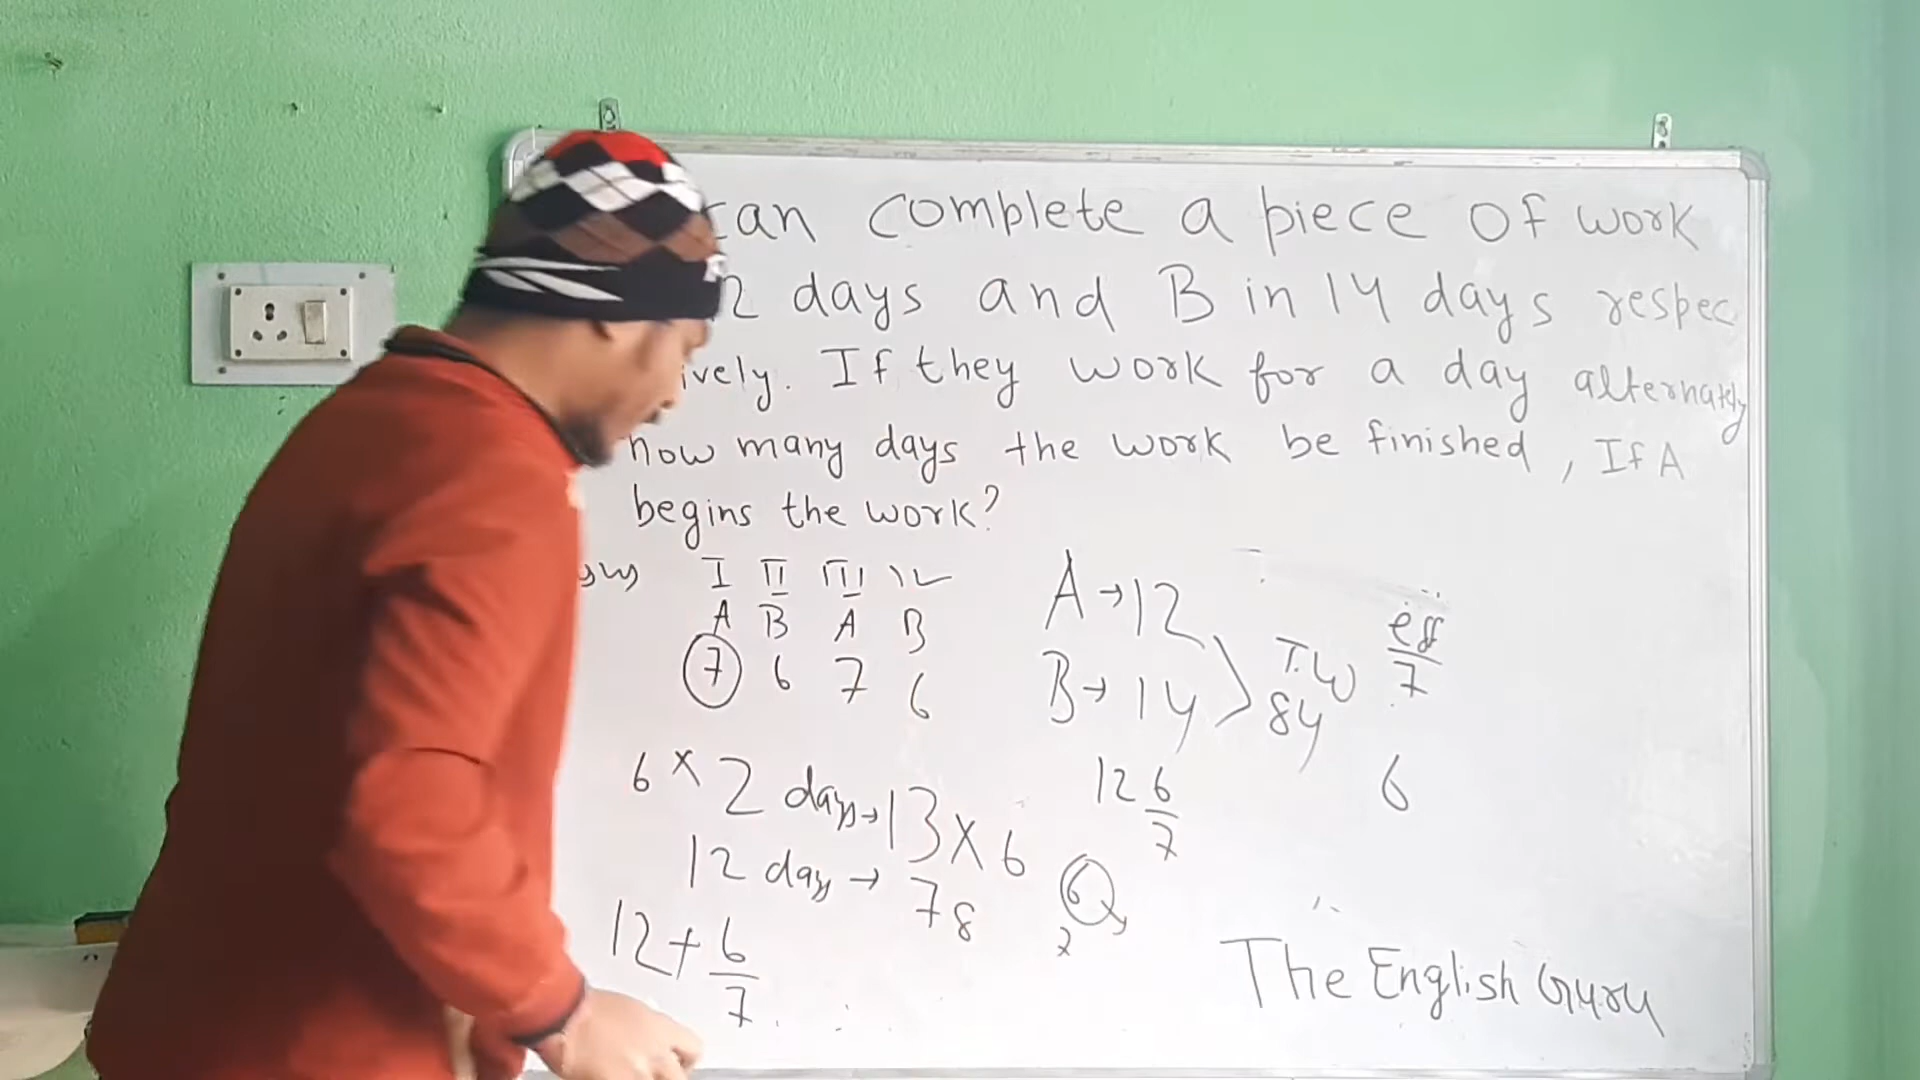 can complete a piece of work
2 days and B in 14 days respec
ively. If they work for a day alternately
how many days the work be finished, If A
begins the work?
I II III IV
A B A B
7 6 7 6
A→12
B→14
T.W
84
eff
7
6
6 × 2 days→13×6
12 days→ 78
12 6/7
6
12+6/7
The English Guru